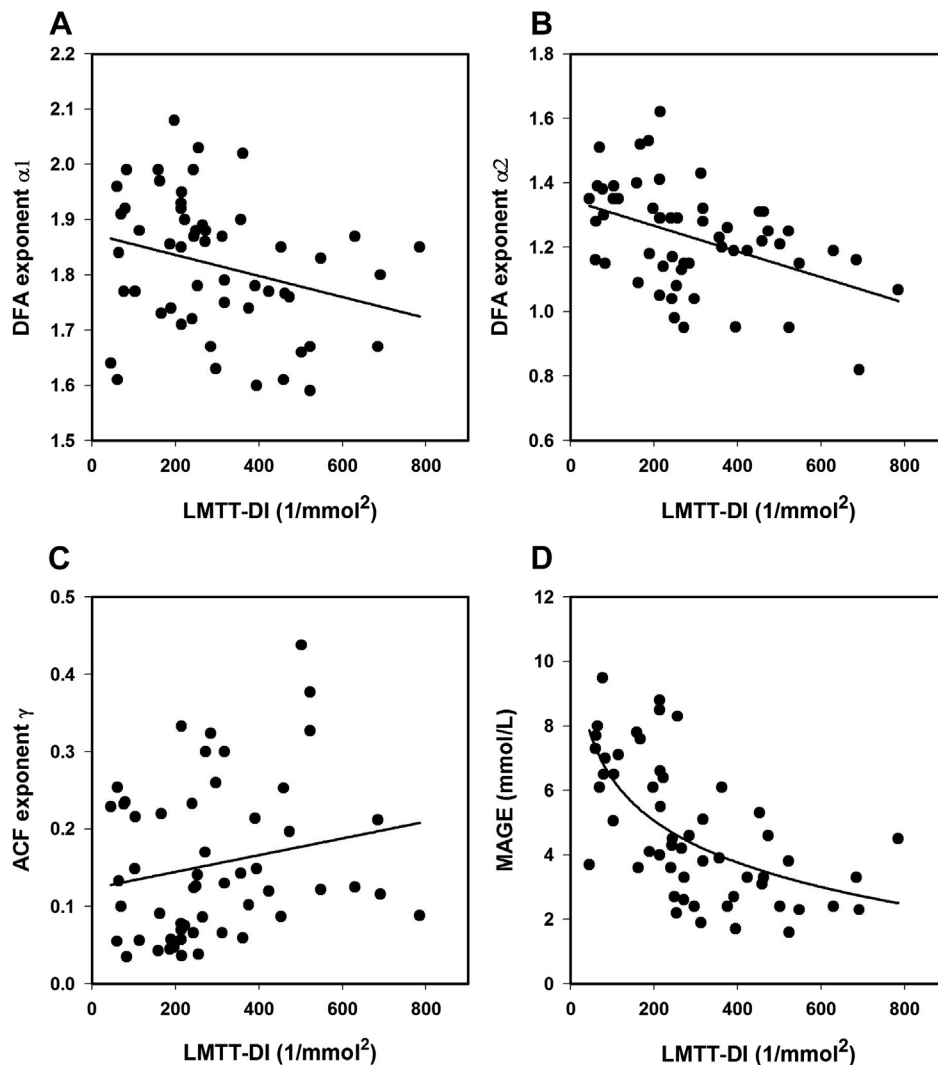 A
DFA exponent α1
2.2
2.1
2.0
1.9
1.8
1.7
1.6
1.5
0 200 400 600 800
LMTT-DI (1/mmol²)
B
DFA exponent α2
1.8
1.6
1.4
1.2
1.0
0.8
0.6
0 200 400 600 800
LMTT-DI (1/mmol²)
C
ACF exponent γ
0.5
0.4
0.3
0.2
0.1
0.0
0 200 400 600 800
LMTT-DI (1/mmol²)
D
MAGE (mmol/L)
12
10
8
6
4
2
0
0 200 400 600 800
LMTT-DI (1/mmol²)